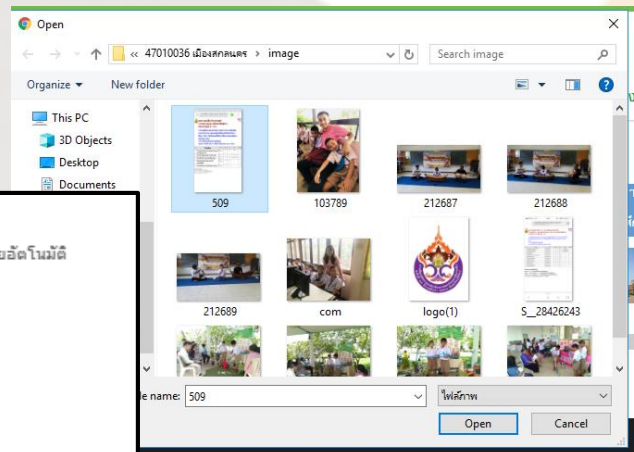 Open
« 47010036 เมืองสกลนคร › image
Search image
Organize
New folder
This PC
3D Objects
Desktop
Documents
509
103789
212687
212688
ยอัตโนมัติ
212689
com
logo(1)
S__28426243
le name:
509
ไฟล์ภาพ
Open
Cancel